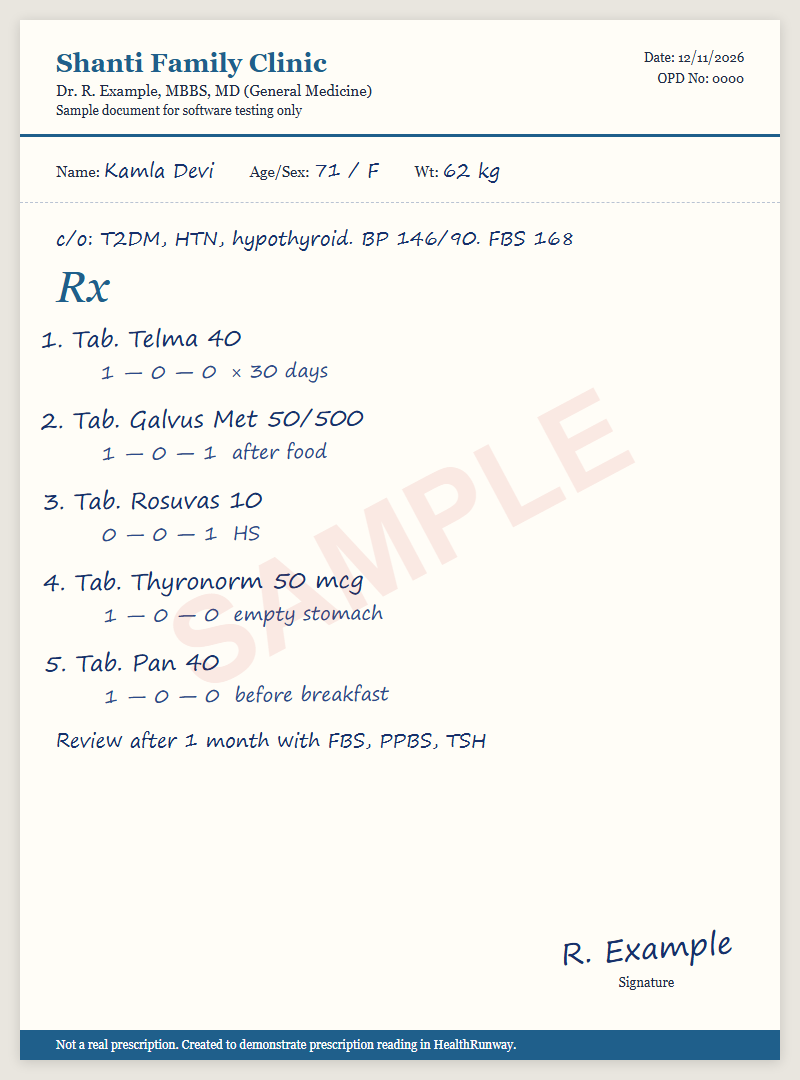 Shanti Family Clinic
Dr. R. Example, MBBS, MD (General Medicine)
Sample document for software testing only
Date: 12/11/2026
OPD No: 0000
Name: Kamla Devi Age/Sex: 71 / F Wt: 62 kg
c/o: T2DM, HTN, hypothyroid. BP 146/90. FBS 168
Rx
1. Tab. Telma 40
1 — 0 — 0 × 30 days
2. Tab. Galvus Met 50/500
1 — 0 — 1 after food
3. Tab. Rosuvas 10
0 — 0 — 1 HS
4. Tab. Thyronorm 50 mcg
1 — 0 — 0 empty stomach
5. Tab. Pan 40
1 — 0 — 0 before breakfast
Review after 1 month with FBS, PPBS, TSH
SAMPLE
R. Example
Signature
Not a real prescription. Created to demonstrate prescription reading in HealthRunway.